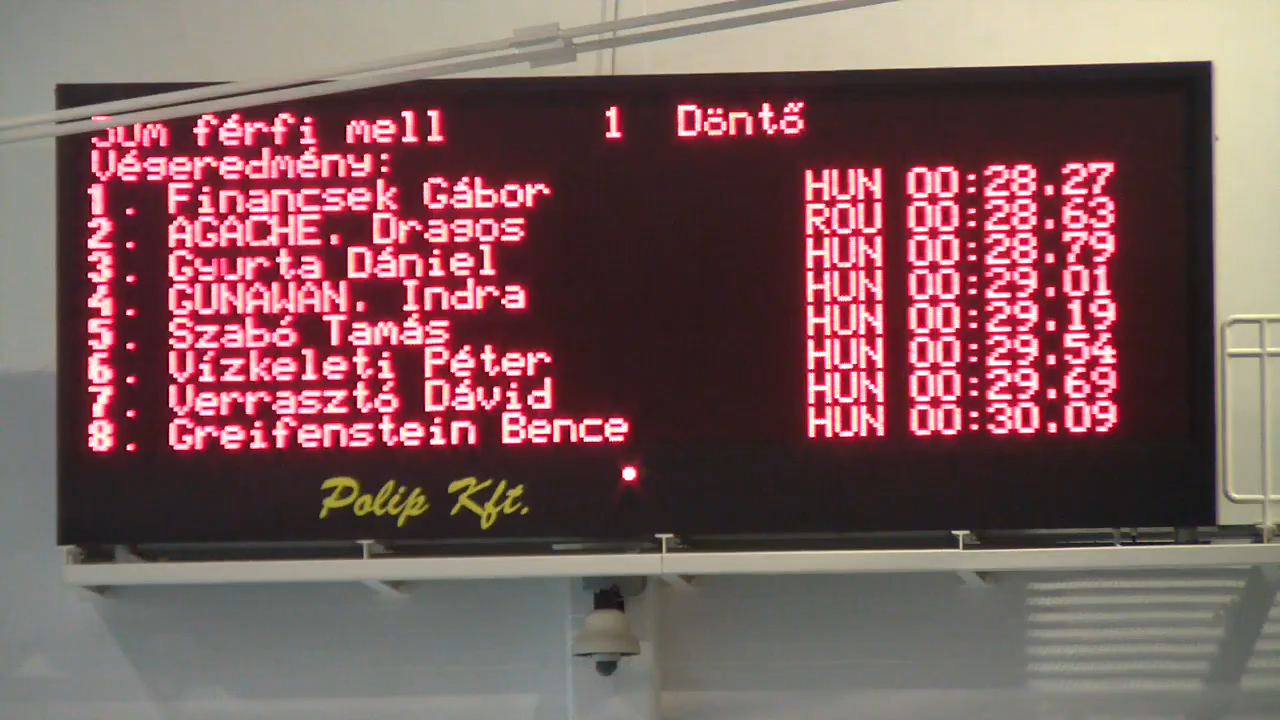 50m férfi mell 1 Döntő
Végeredmény:
1. Financsek Gábor HUN 00:28.27
2. AGACHE. Dragos ROU 00:28.63
3. Gyurta Dániel HUN 00:28.79
4. GUNAWAN. Indra HUN 00:29.01
5. Szabó Tamás HUN 00:29.19
6. Vízkeleti Péter HUN 00:29.54
7. Verrasztó Dávid HUN 00:29.69
8. Greifenstein Bence HUN 00:30.09
Polip Kft.